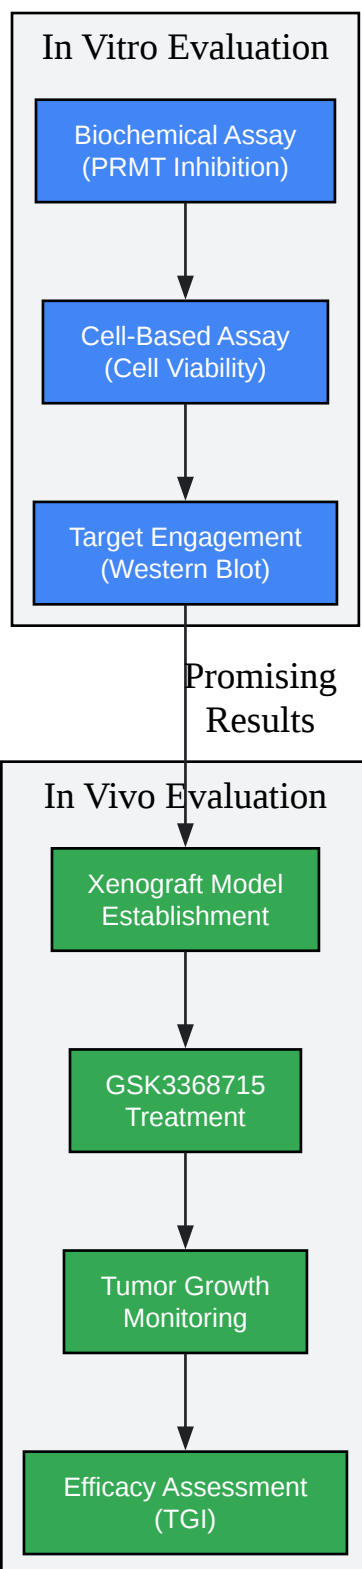 In Vitro Evaluation
Biochemical Assay
(PRMT Inhibition)
Cell-Based Assay
(Cell Viability)
Target Engagement
(Western Blot)
Promising
Results
In Vivo Evaluation
Xenograft Model
Establishment
GSK3368715
Treatment
Tumor Growth
Monitoring
Efficacy Assessment
(TGI)